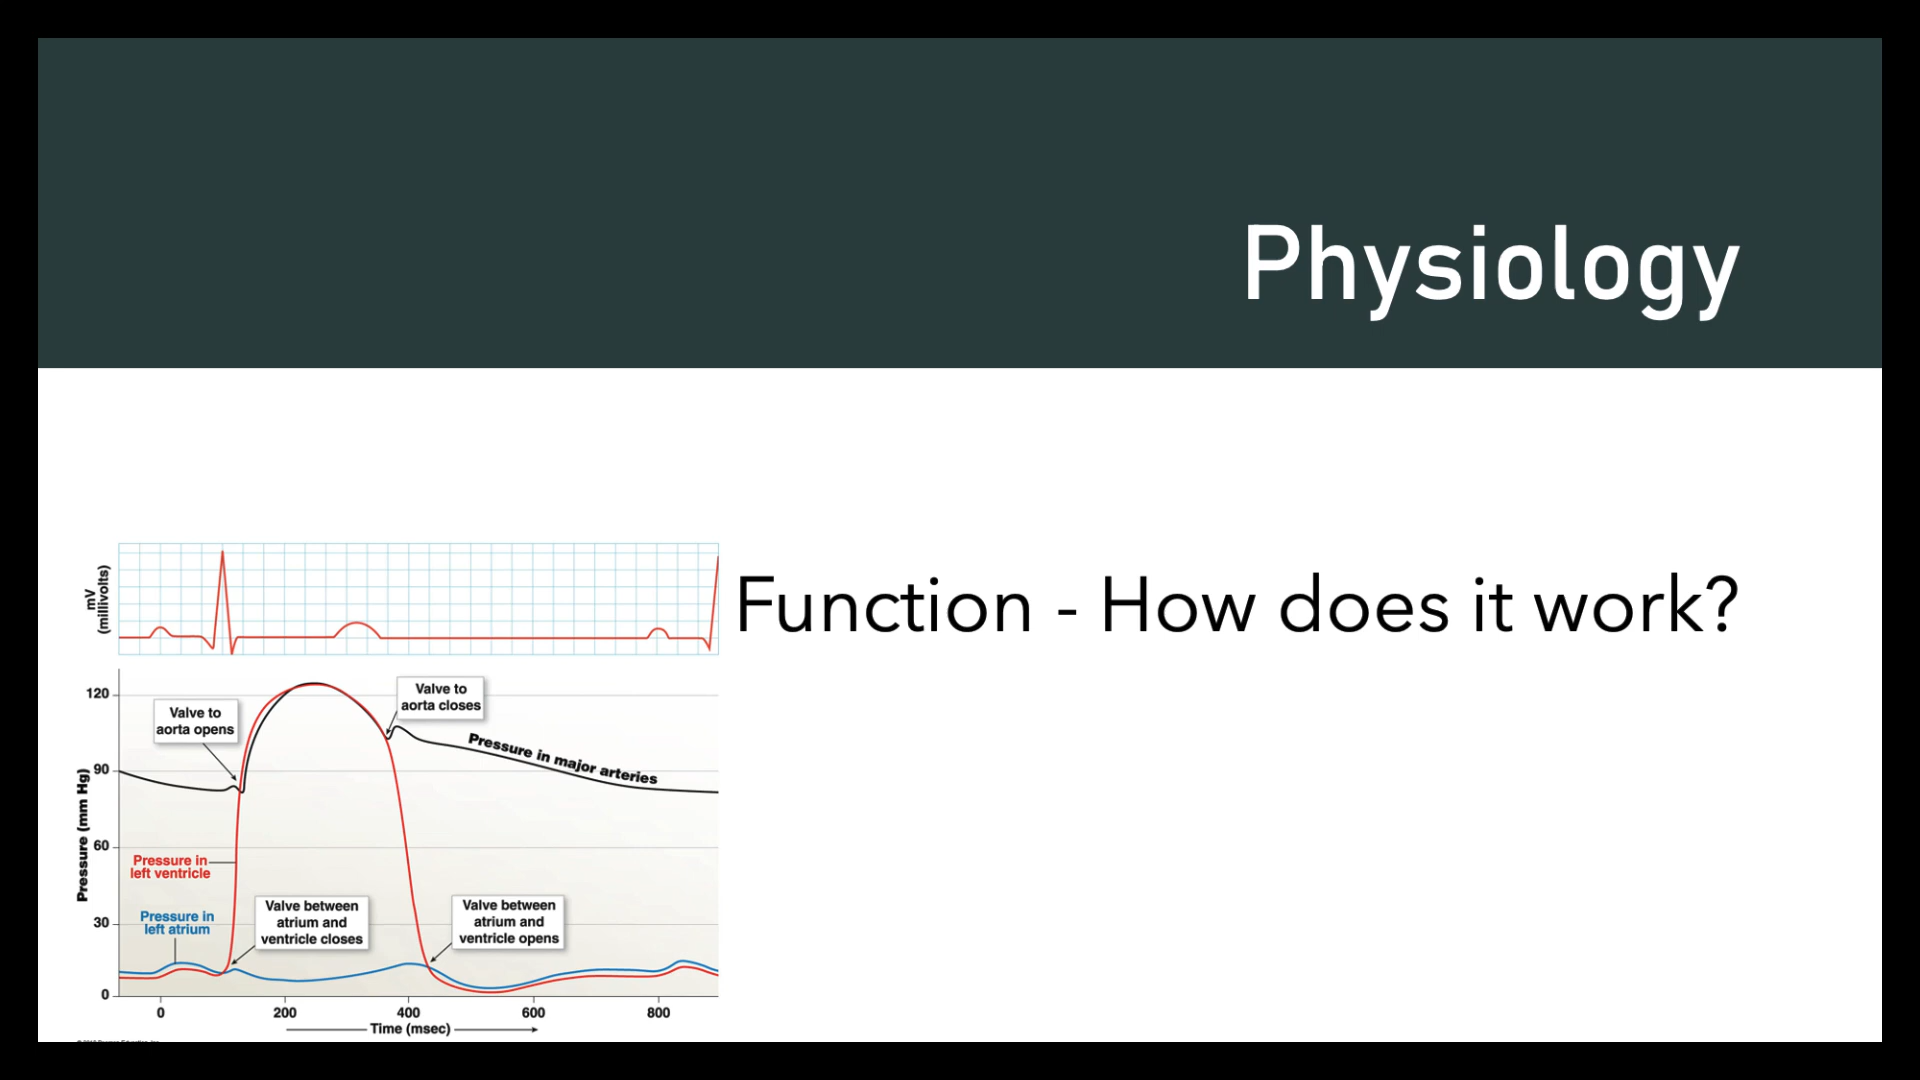 Physiology
Function - How does it work?
mV
(millivolts)
120
90
60
30
0
Pressure (mm Hg)
Valve to
aorta opens
Valve to
aorta closes
Pressure in major arteries
Pressure in
left ventricle
Pressure in
left atrium
Valve between
atrium and
ventricle closes
Valve between
atrium and
ventricle opens
0 200 400 600 800
Time (msec)